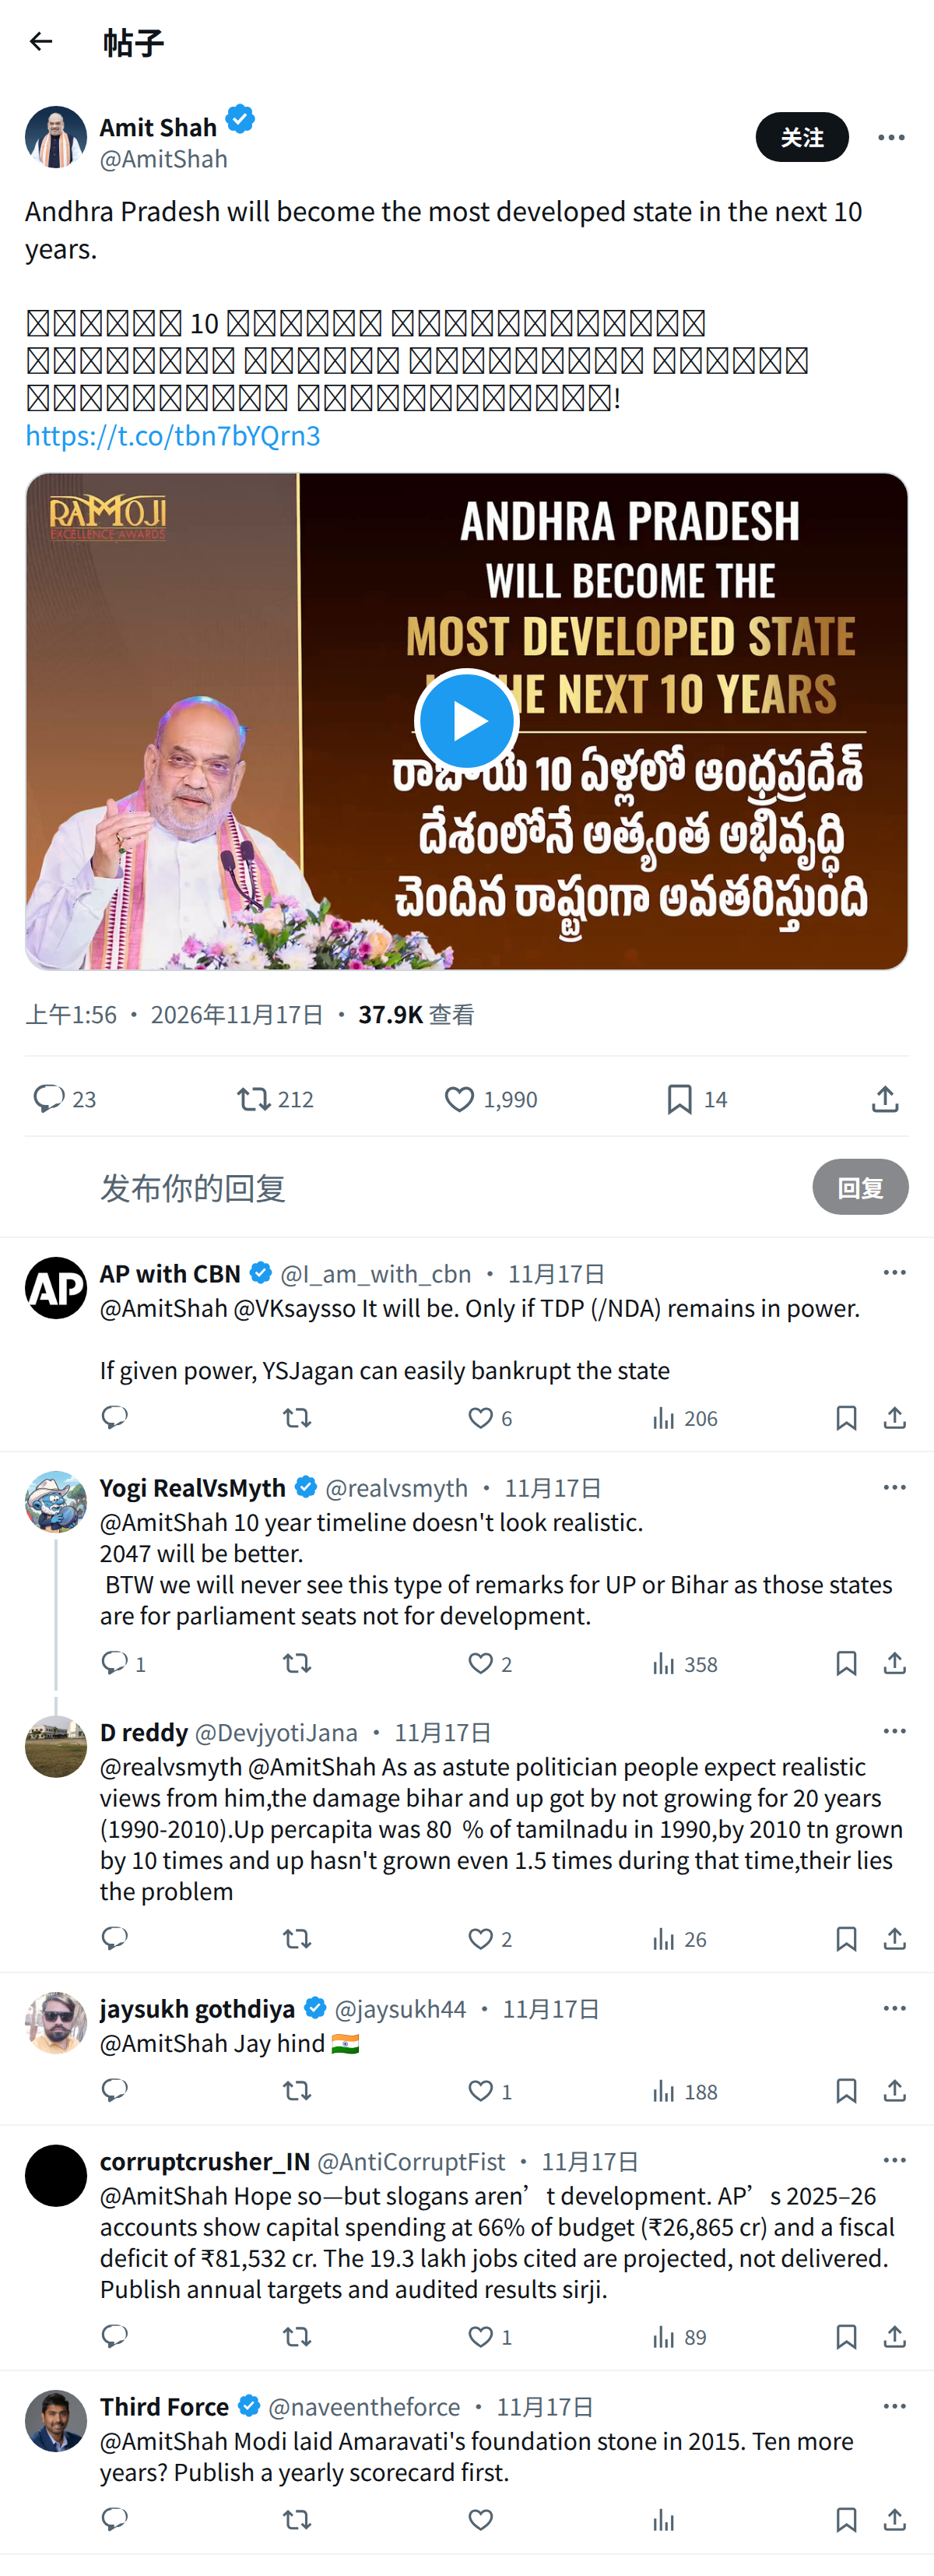 帖子
Amit Shah
@AmitShah
关注
Andhra Pradesh will become the most developed state in the next 10
years.
10
!
https://t.co/tbn7bYQrn3
RAMOJI
EXCELLENCE AWARDS
ANDHRA PRADESH
WILL BECOME THE
MOST DEVELOPED STATE
THE NEXT 10 YEARS
10 ఏళ్లలో ఆంధ్రప్రదేశ్
దేశంలోనే అత్యంత అభివృద్ధి
చెందిన రాష్ట్రంగా అవతరిస్తుంది
上午1:56 · 2026年11月17日 · 37.9K 查看
23 212 1,990 14
发布你的回复
回复
AP
AP with CBN @I_am_with_cbn · 11月17日
@AmitShah @VKsaysso It will be. Only if TDP (/NDA) remains in power.
If given power, YSJagan can easily bankrupt the state
6 206
Yogi RealVsMyth @realvsmyth · 11月17日
@AmitShah 10 year timeline doesn't look realistic.
2047 will be better.
BTW we will never see this type of remarks for UP or Bihar as those states
are for parliament seats not for development.
1 2 358
D reddy @DevjyotiJana · 11月17日
@realvsmyth @AmitShah As as astute politician people expect realistic
views from him,the damage bihar and up got by not growing for 20 years
(1990-2010).Up percapita was 80 % of tamilnadu in 1990,by 2010 tn grown
by 10 times and up hasn't grown even 1.5 times during that time,their lies
the problem
2 26
jaysukh gothdiya @jaysukh44 · 11月17日
@AmitShah Jay hind 🇮🇳
1 188
corruptcrusher_IN @AntiCorruptFist · 11月17日
@AmitShah Hope so—but slogans aren’t development. AP’s 2025–26
accounts show capital spending at 66% of budget (₹26,865 cr) and a fiscal
deficit of ₹81,532 cr. The 19.3 lakh jobs cited are projected, not delivered.
Publish annual targets and audited results sirji.
1 89
Third Force @naveentheforce · 11月17日
@AmitShah Modi laid Amaravati's foundation stone in 2015. Ten more
years? Publish a yearly scorecard first.